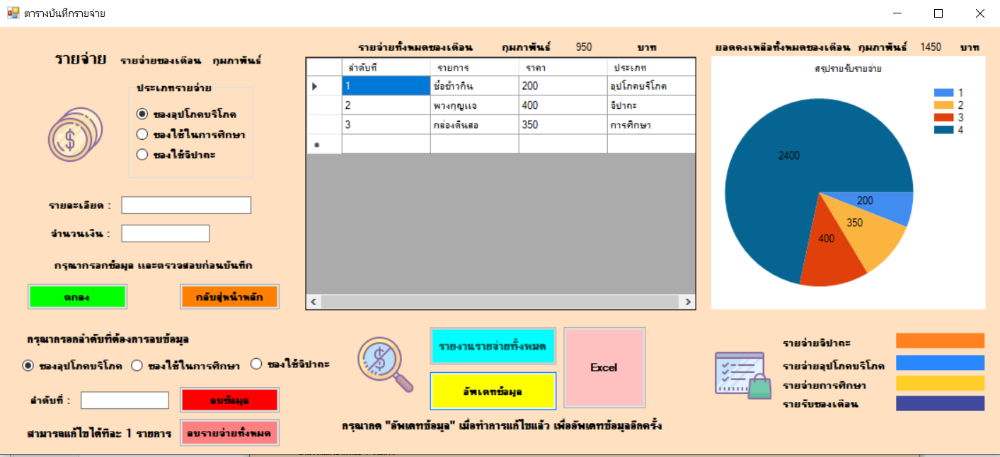 ตารางบันทึกรายจ่าย
รายจ่าย รายจ่ายของเดือน กุมภาพันธ์
ประเภทรายจ่าย
ของอุปโภคบริโภค
ของใช้ในการศึกษา
ของใช้จิปาถะ
รายละเอียด :
จำนวนเงิน :
กรุณากรอกข้อมูล และตรวจสอบก่อนบันทึก
ตกลง กลับสู่หน้าหลัก
กรุณากรอกลำดับที่ต้องการลบข้อมูล
ของอุปโภคบริโภค ของใช้ในการศึกษา ของใช้จิปาถะ
ลำดับที่ : ลบข้อมูล
สามารถแก้ไขได้ทีละ 1 รายการ ลบรายจ่ายทั้งหมด
รายจ่ายทั้งหมดของเดือน กุมภาพันธ์ 950 บาท
ลำดับที่ รายการ ราคา ประเภท
1 ซื้อข้าวกิน 200 อุปโภคบริโภค
2 พวงกุญแจ 400 จิปาถะ
3 กล่องดินสอ 350 การศึกษา
รายงานรายจ่ายทั้งหมด
อัพเดทข้อมูล
Excel
กรุณากด "อัพเดทข้อมูล" เมื่อทำการแก้ไขแล้ว เพื่ออัพเดทข้อมูลอีกครั้ง
ยอดคงเหลือทั้งหมดของเดือน กุมภาพันธ์ 1450 บาท
สรุปรายรับรายจ่าย
1
2
3
4
2400
200
350
400
รายจ่ายจิปาถะ
รายจ่ายอุปโภคบริโภค
รายจ่ายการศึกษา
รายรับของเดือน